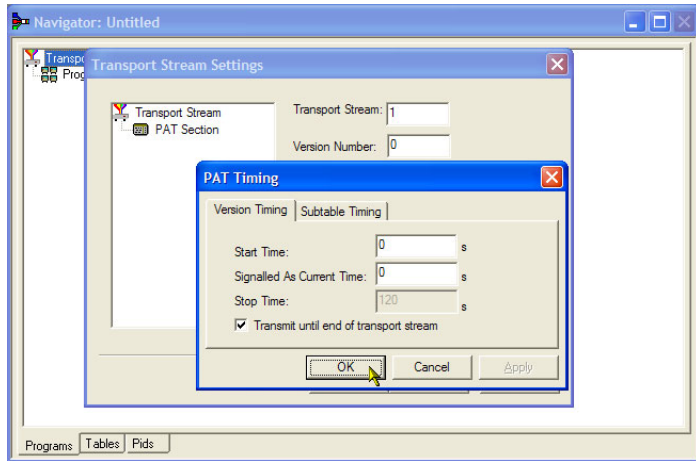 Navigator: Untitled
Transpo
Prog
Transport Stream Settings
Transport Stream
PAT Section
Transport Stream: 1
Version Number: 0
PAT Timing
Version Timing Subtable Timing
Start Time: 0 s
Signalled As Current Time: 0 s
Stop Time: 120 s
Transmit until end of transport stream
OK Cancel Apply
Programs Tables Pids